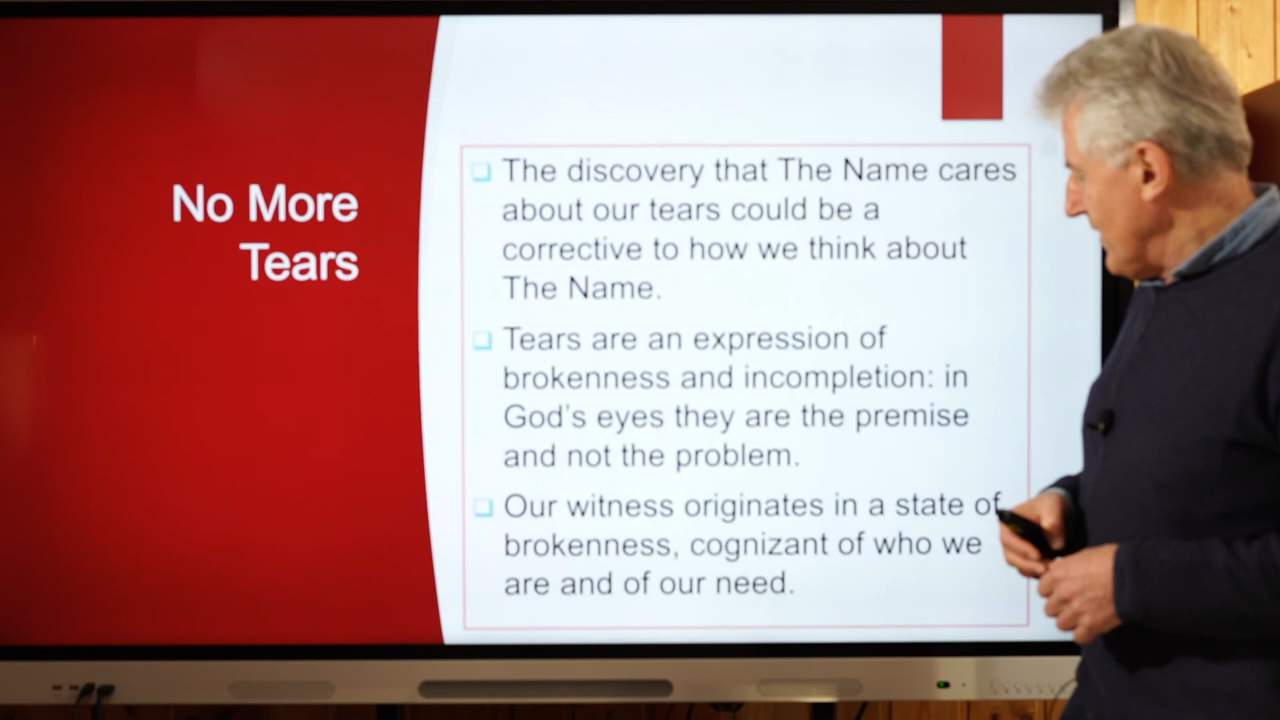 No More
Tears
The discovery that The Name cares
about our tears could be a
corrective to how we think about
The Name.
Tears are an expression of
brokenness and incompletion: in
God's eyes they are the premise
and not the problem.
Our witness originates in a state of
brokenness, cognizant of who we
are and of our need.